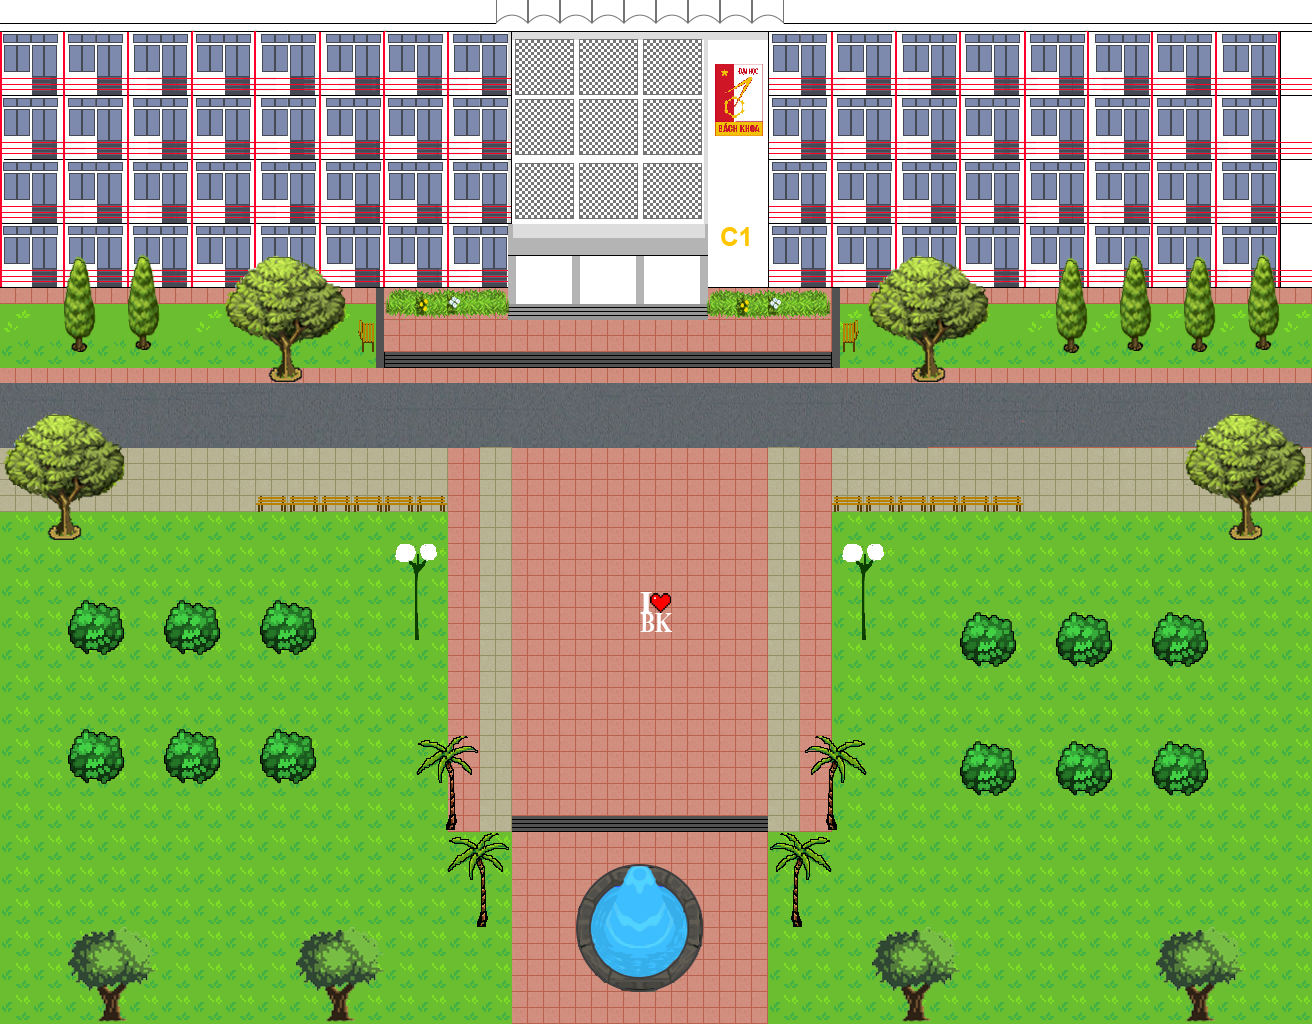 ĐẠI HỌC
BÁCH KHOA
C1
I
BK